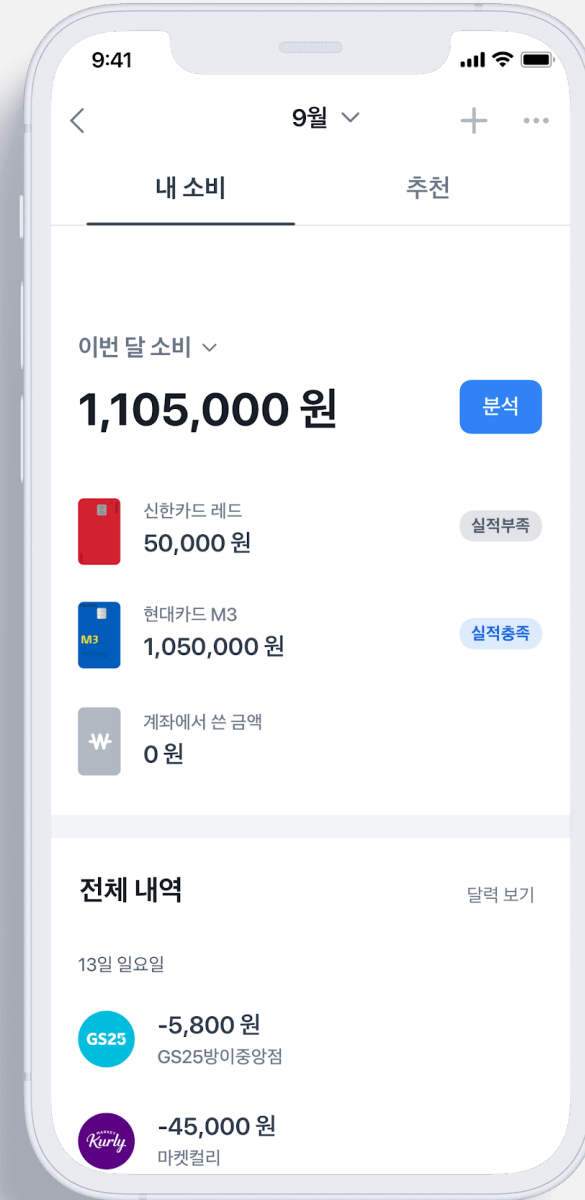 9:41
9월
내 소비
추천
이번 달 소비
1,105,000 원
분석
신한카드 레드
50,000 원
실적부족
M3
현대카드 M3
1,050,000 원
실적충족
W
계좌에서 쓴 금액
0 원
전체 내역
달력 보기
13일 일요일
GS25
-5,800 원
GS25방이중앙점
MARKET
Kurly
-45,000 원
마켓컬리